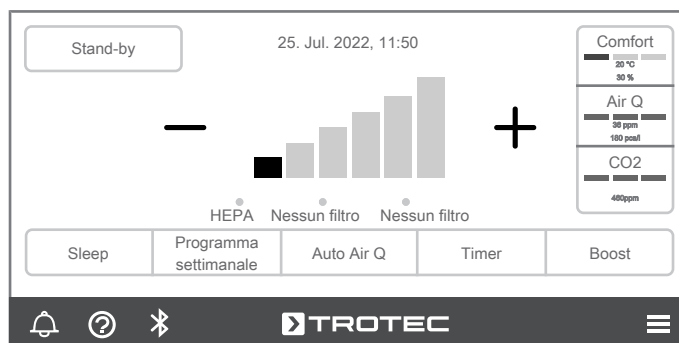 Stand-by
25. Jul. 2022, 11:50
Comfort
20 °C
30 %
Air Q
36 ppm
180 pcs/l
CO2
460ppm
HEPA
Nessun filtro
Nessun filtro
Sleep
Programma
settimanale
Auto Air Q
Timer
Boost
TROTEC